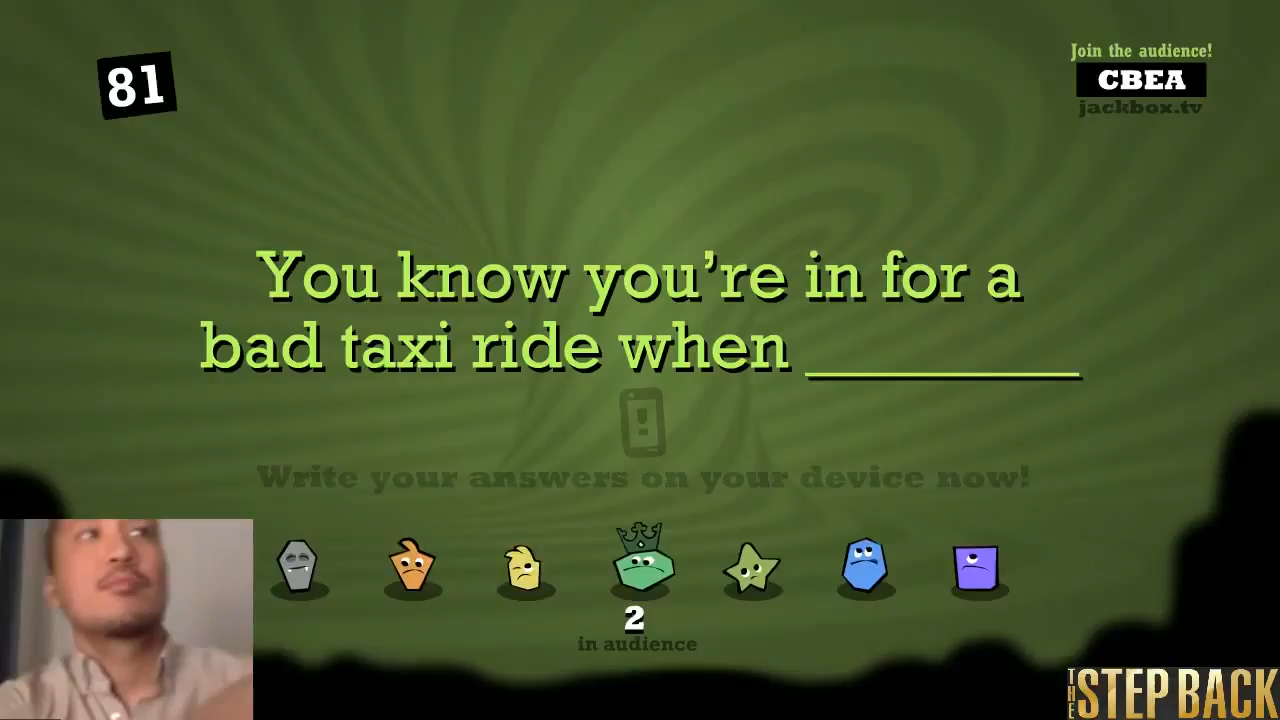 81
Join the audience!
CBEA
jackbox.tv
You know you're in for a
bad taxi ride when _________
Write your answers on your device now!
2
in audience
THE STEP BACK